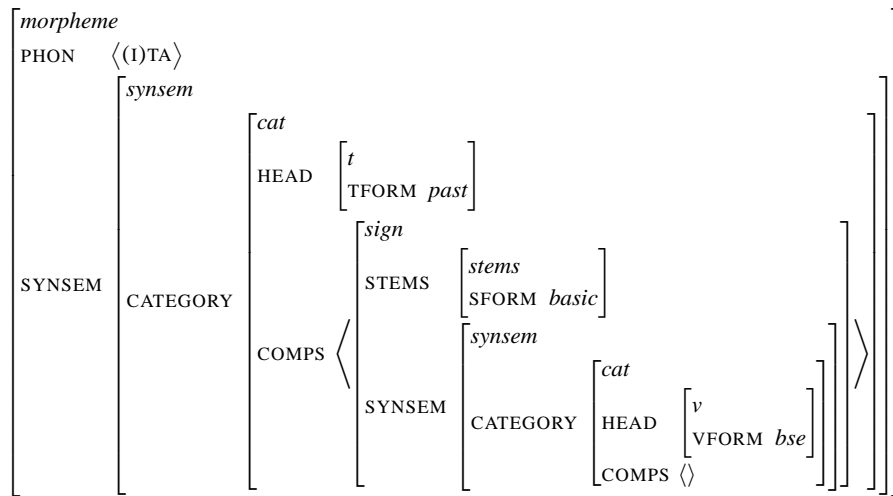 morpheme
PHON ⟨(I)TA⟩
synsem
cat
HEAD t
TFORM past
sign
STEMS stems
SFORM basic
SYNSEM CATEGORY COMPS SYNSEM synsem
CATEGORY cat
HEAD v
VFORM bse
COMPS ⟨⟩